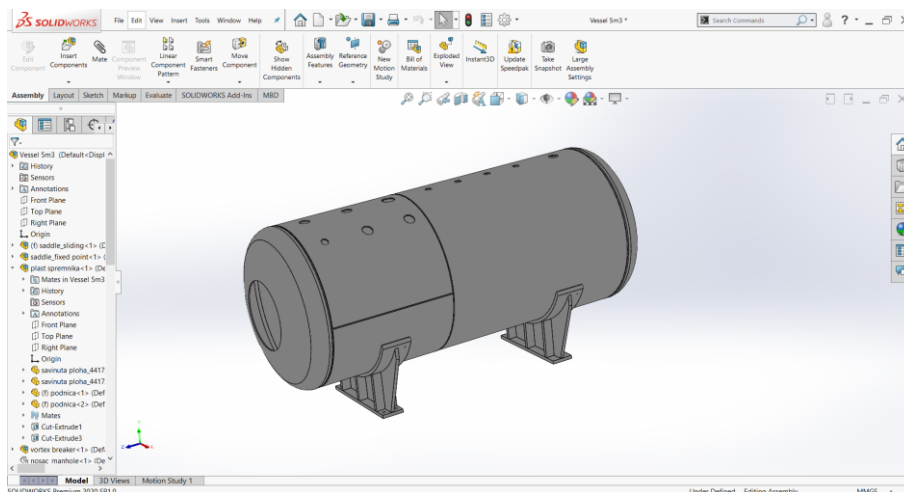 SOLIDWORKS File Edit View Insert Tools Window Help Vessel 5m3 * Search Commands
Edit Component
Insert Components
Mate
Component Preview Window
Linear Component Pattern
Smart Fasteners
Move Component
Show Hidden Components
Assembly Features
Reference Geometry
New Motion Study
Bill of Materials
Exploded View
Instant3D
Update Speedpak
Take Snapshot
Large Assembly Settings
Assembly Layout Sketch Markup Evaluate SOLIDWORKS Add-Ins MBD
Vessel 5m3 (Default<Displ
History
Sensors
Annotations
Front Plane
Top Plane
Right Plane
Origin
(f) saddle_sliding<1> (D
saddle_fixed point<1> (
plast spremnika<1> (De
Mates in Vessel 5m3
History
Sensors
Annotations
Front Plane
Top Plane
Right Plane
Origin
savinuta ploha_4417
savinuta ploha_4417
(f) podnica<1> (Def
(f) podnica<2> (Def
Mates
Cut-Extrude1
Cut-Extrude3
vortex breaker<1> (Def
nosac manhole<1> (De
Model 3D Views Motion Study 1
SOLIDWORKS Premium 2020 SP1.0 Under Defined Editing Assembly MMGS